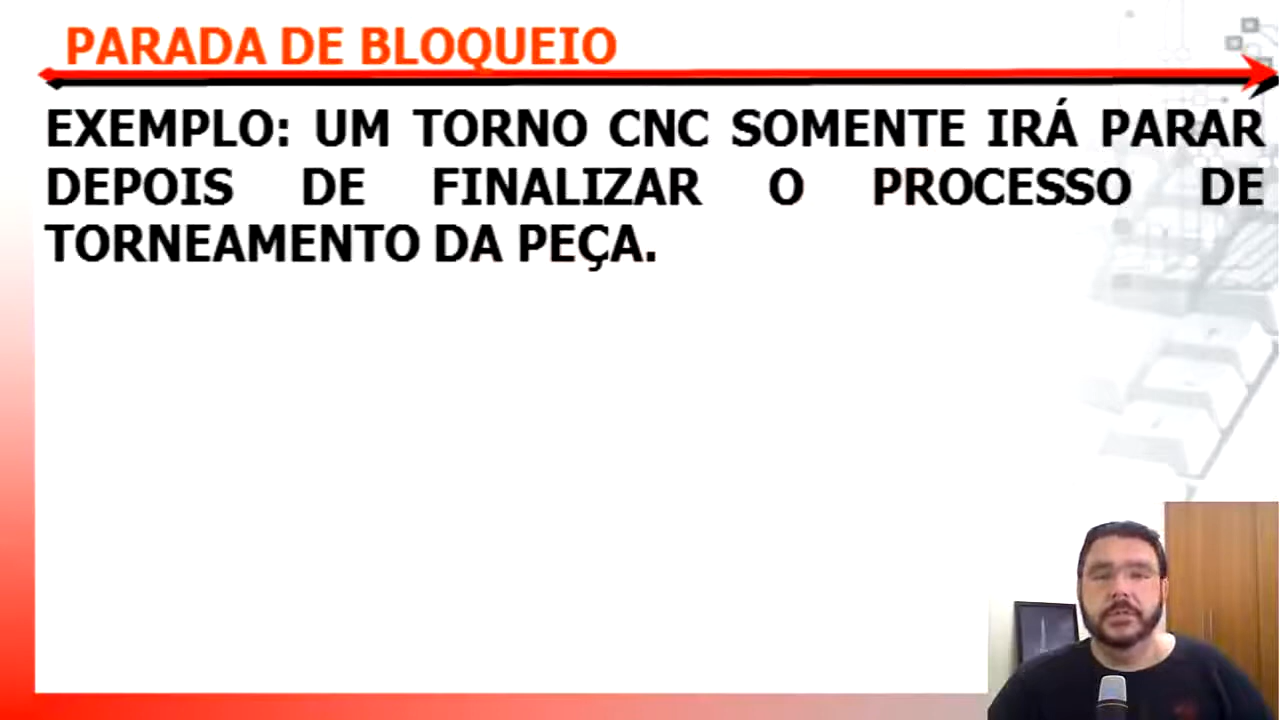 PARADA DE BLOQUEIO
EXEMPLO: UM TORNO CNC SOMENTE IRÁ PARAR
DEPOIS DE FINALIZAR O PROCESSO DE
TORNEAMENTO DA PEÇA.